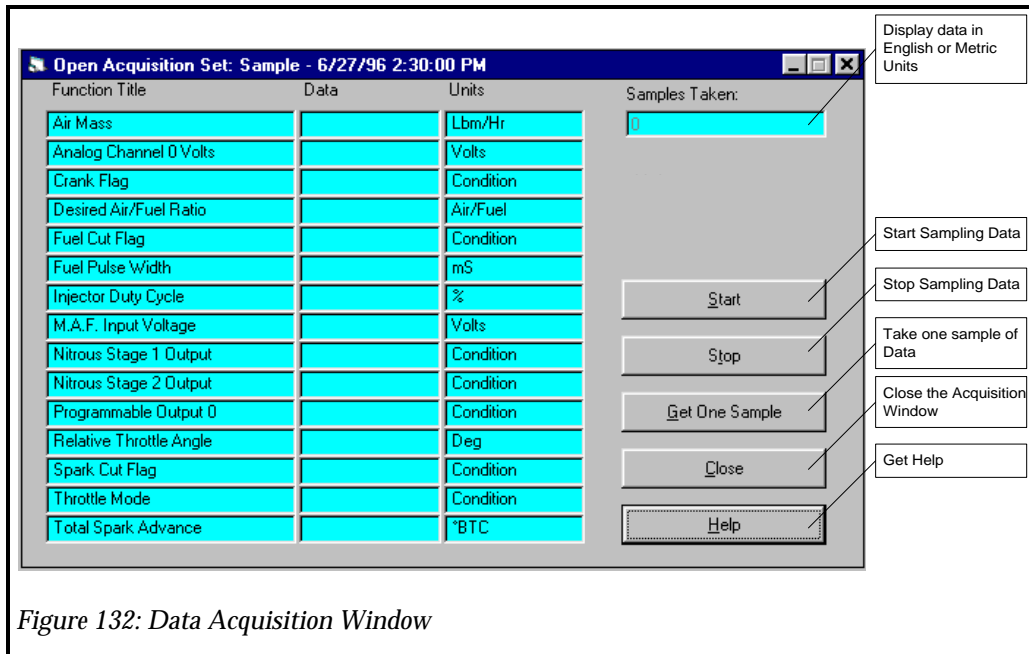 Display data in
English or Metric
Units
Open Acquisition Set: Sample - 6/27/96 2:30:00 PM
Function Title Data Units Samples Taken:
Air Mass Lbm/Hr 0
Analog Channel 0 Volts Volts
Crank Flag Condition
Desired Air/Fuel Ratio Air/Fuel
Fuel Cut Flag Condition
Fuel Pulse Width mS
Injector Duty Cycle %
M.A.F. Input Voltage Volts
Nitrous Stage 1 Output Condition
Nitrous Stage 2 Output Condition
Programmable Output 0 Condition
Relative Throttle Angle Deg
Spark Cut Flag Condition
Throttle Mode Condition
Total Spark Advance °BTC
Start
Stop
Get One Sample
Close
Help
Start Sampling Data
Stop Sampling Data
Take one sample of
Data
Close the Acquisition
Window
Get Help
Figure 132: Data Acquisition Window